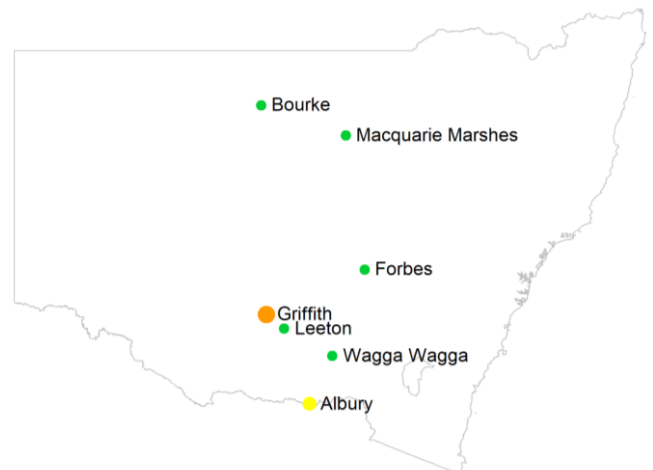 Bourke
Macquarie Marshes
Forbes
Griffith
Leeton
Wagga Wagga
Albury